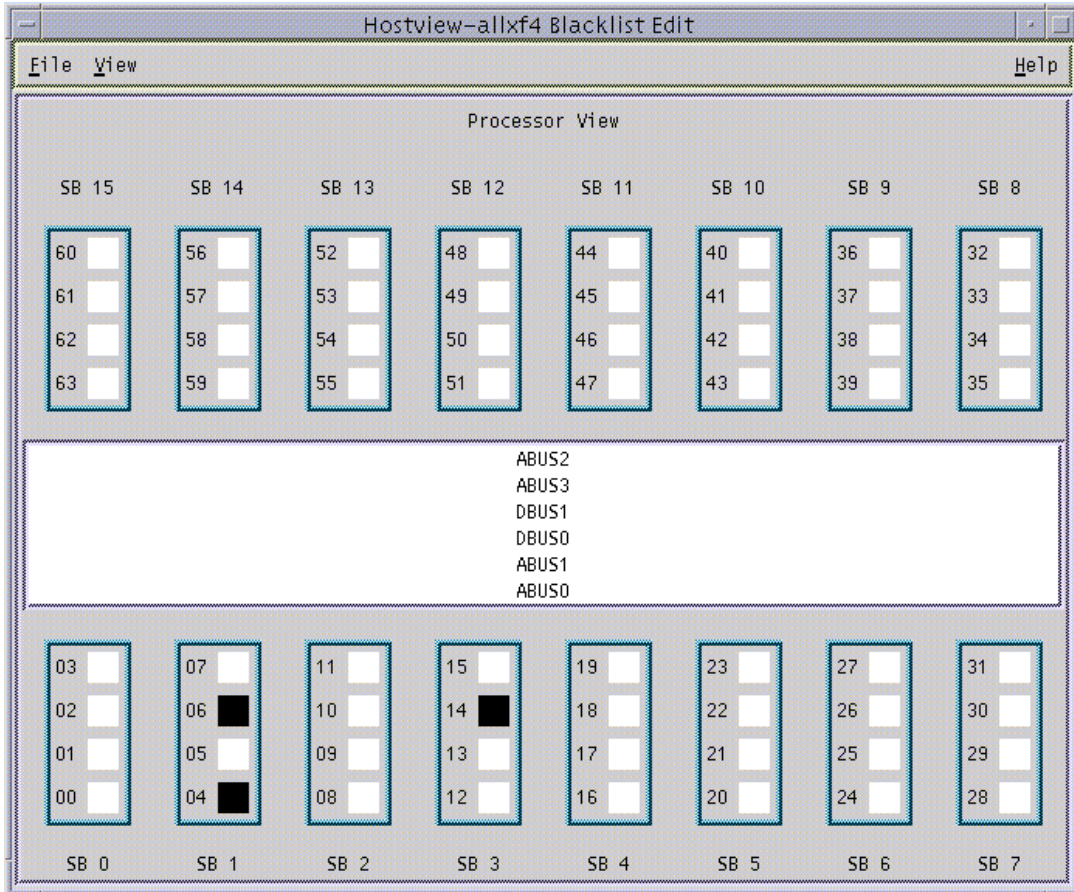 Hostview-allxf4 Blacklist Edit
File View Help
Processor View
SB 15 SB 14 SB 13 SB 12 SB 11 SB 10 SB 9 SB 8
60 56 52 48 44 40 36 32
61 57 53 49 45 41 37 33
62 58 54 50 46 42 38 34
63 59 55 51 47 43 39 35
ABUS2
ABUS3
DBUS1
DBUS0
ABUS1
ABUS0
03 07 11 15 19 23 27 31
02 06 10 14 18 22 26 30
01 05 09 13 17 21 25 29
00 04 08 12 16 20 24 28
SB 0 SB 1 SB 2 SB 3 SB 4 SB 5 SB 6 SB 7